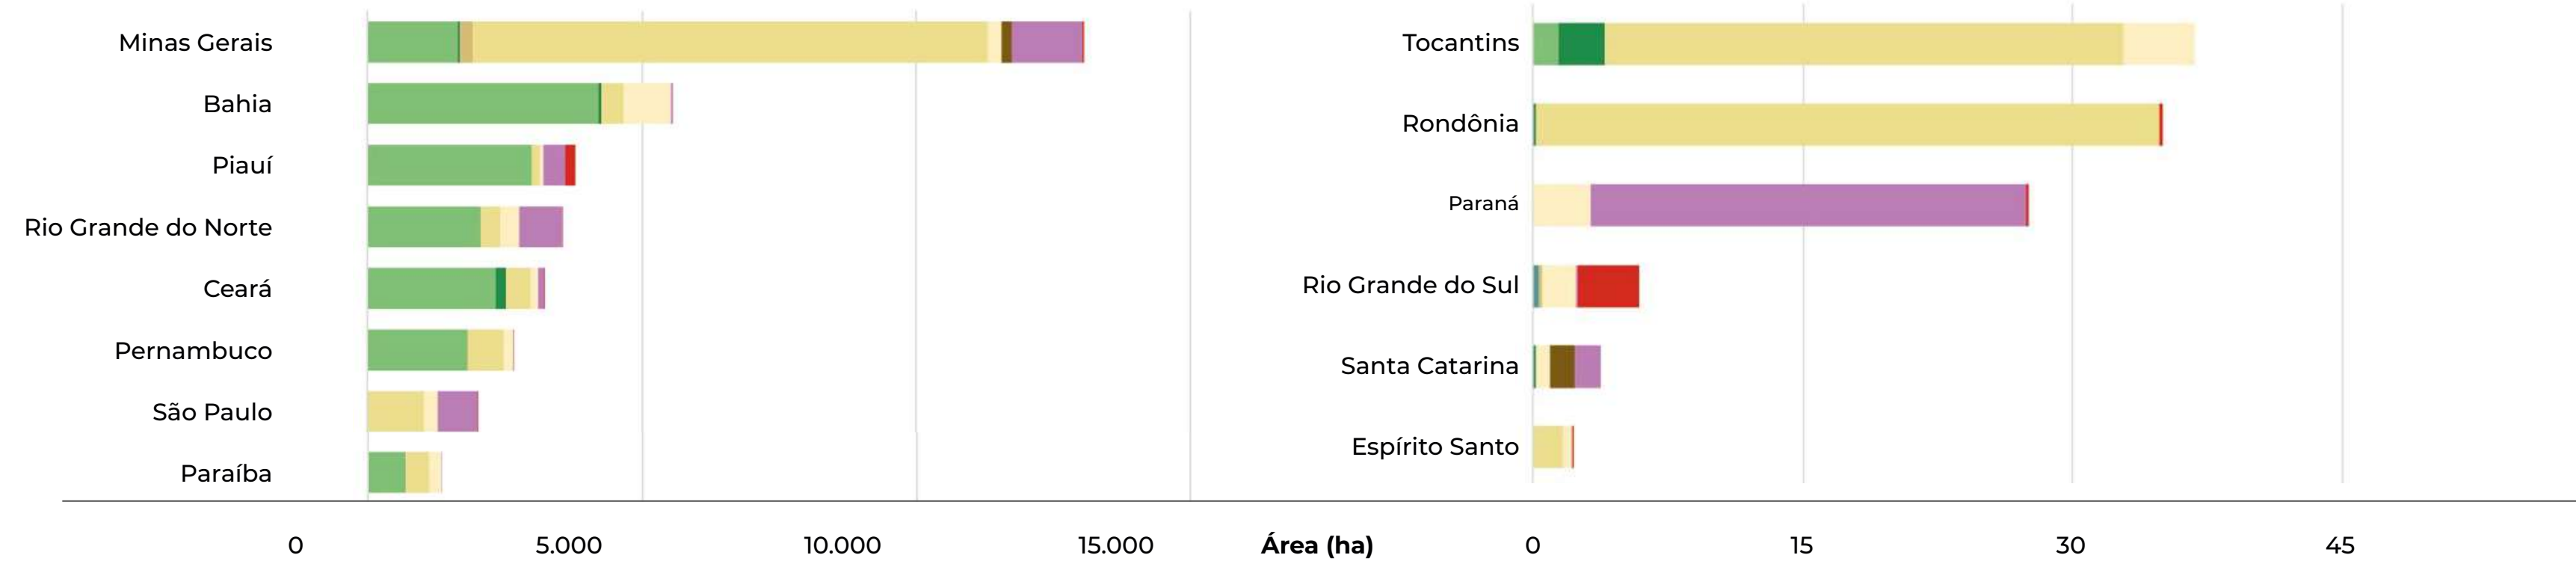 Minas Gerais
Bahia
Piauí
Rio Grande do Norte
Ceará
Pernambuco
São Paulo
Paraíba
0 5.000 10.000 15.000
Área (ha)
Tocantins
Rondônia
Paraná
Rio Grande do Sul
Santa Catarina
Espírito Santo
0 15 30 45